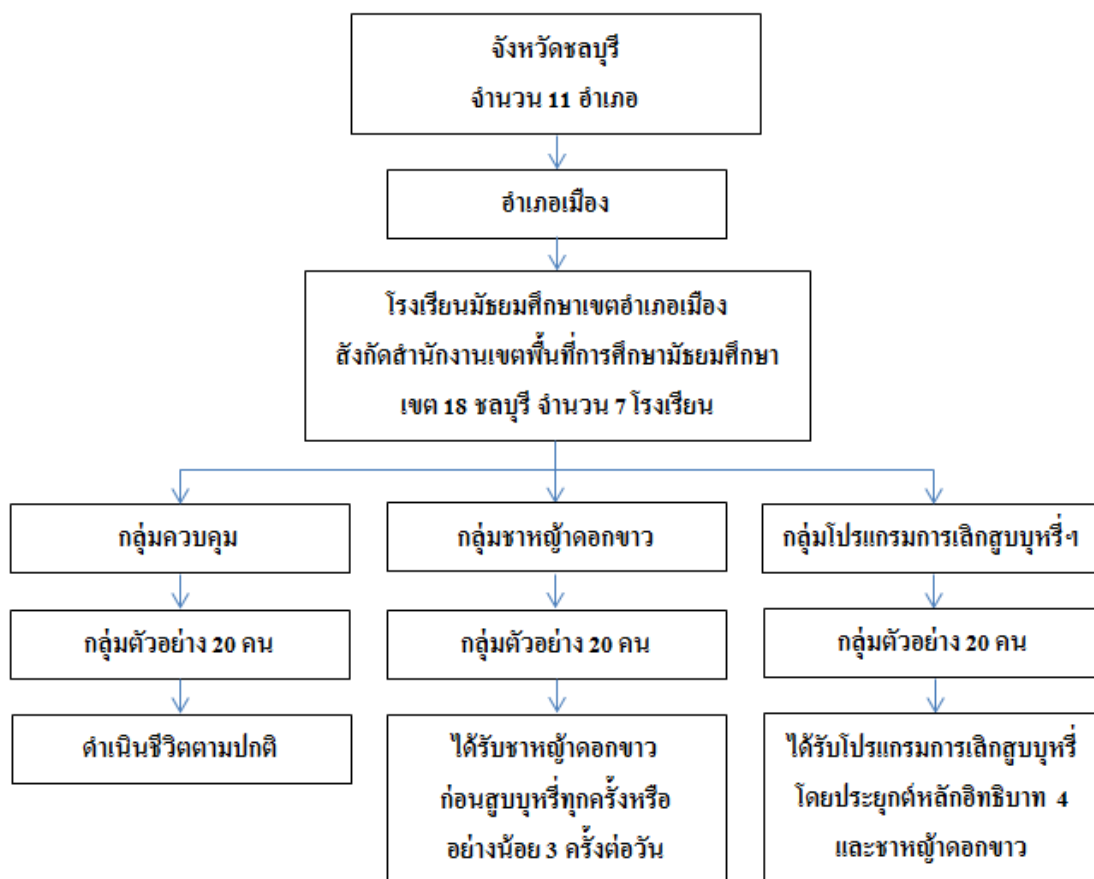 จังหวัดชลบุรี
จำนวน 11 อำเภอ
อำเภอเมือง
โรงเรียนมัธยมศึกษาเขตอำเภอเมือง
สังกัดสำนักงานเขตพื้นที่การศึกษามัธยมศึกษา
เขต 18 ชลบุรี จำนวน 7 โรงเรียน
กลุ่มควบคุม
กลุ่มชาหญ้าดอกขาว
กลุ่มโปรแกรมการเลิกสูบบุหรี่ฯ
กลุ่มตัวอย่าง 20 คน
กลุ่มตัวอย่าง 20 คน
กลุ่มตัวอย่าง 20 คน
ดำเนินชีวิตตามปกติ
ได้รับชาหญ้าดอกขาว
ก่อนสูบบุหรี่ทุกครั้งหรือ
อย่างน้อย 3 ครั้งต่อวัน
ได้รับโปรแกรมการเลิกสูบบุหรี่
โดยประยุกต์หลักอิทธิบาท 4
และชาหญ้าดอกขาว